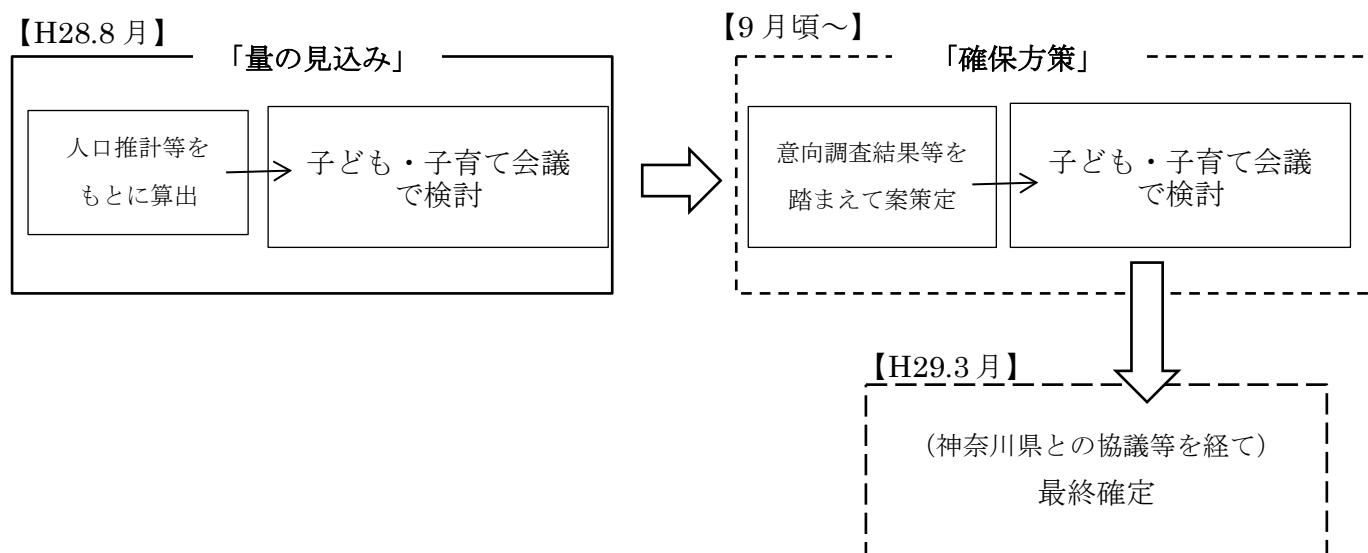 【H28.8 月】
「量の見込み」
人口推計等を
もとに算出
子ども・子育て会議
で検討
【9 月頃～】
「確保方策」
意向調査結果等を
踏まえて案策定
子ども・子育て会議
で検討
【H29.3 月】
（神奈川県との協議等を経て）
最終確定